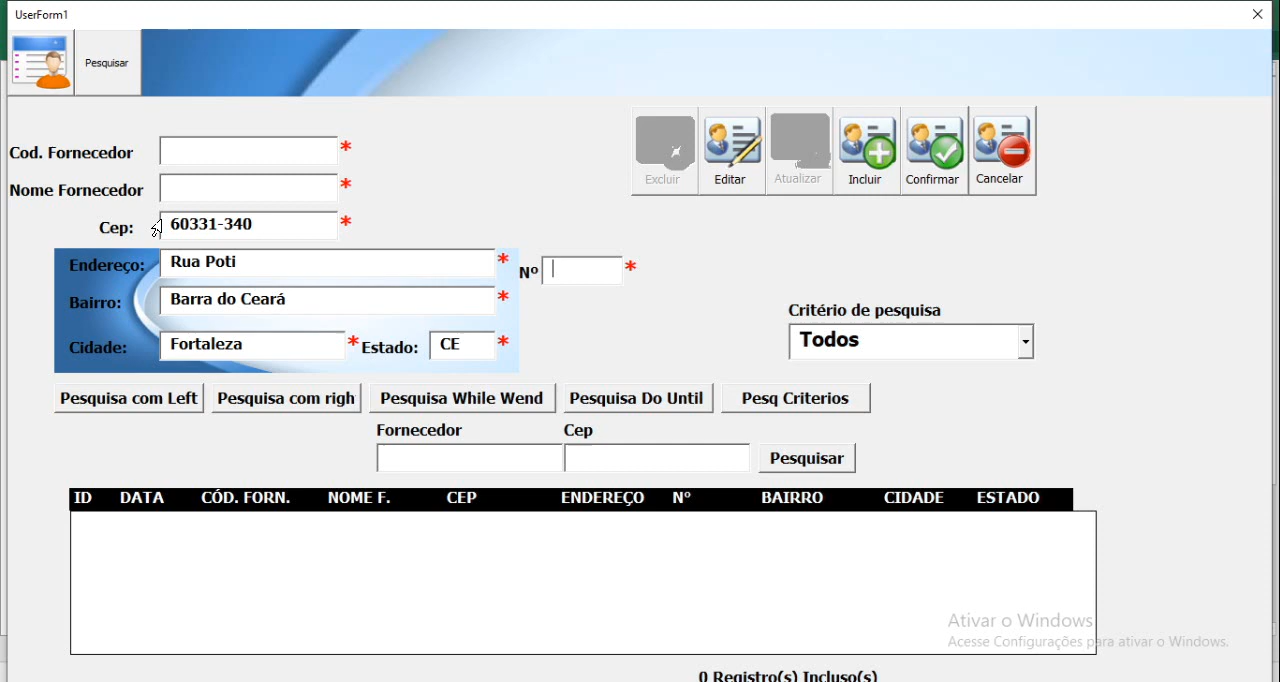 UserForm1
Pesquisar
Cod. Fornecedor *
Nome Fornecedor *
Cep: 60331-340 *
Endereço: Rua Poti * Nº *
Bairro: Barra do Ceará *
Cidade: Fortaleza * Estado: CE *
Excluir Editar Atualizar Incluir Confirmar Cancelar
Critério de pesquisa
Todos
Pesquisa com Left Pesquisa com righ Pesquisa While Wend Pesquisa Do Until Pesq Criterios
Fornecedor Cep
Pesquisar
ID DATA CÓD. FORN. NOME F. CEP ENDEREÇO Nº BAIRRO CIDADE ESTADO
Ativar o Windows
Acesse Configurações para ativar o Windows.
0 Registro(s) Incluso(s)